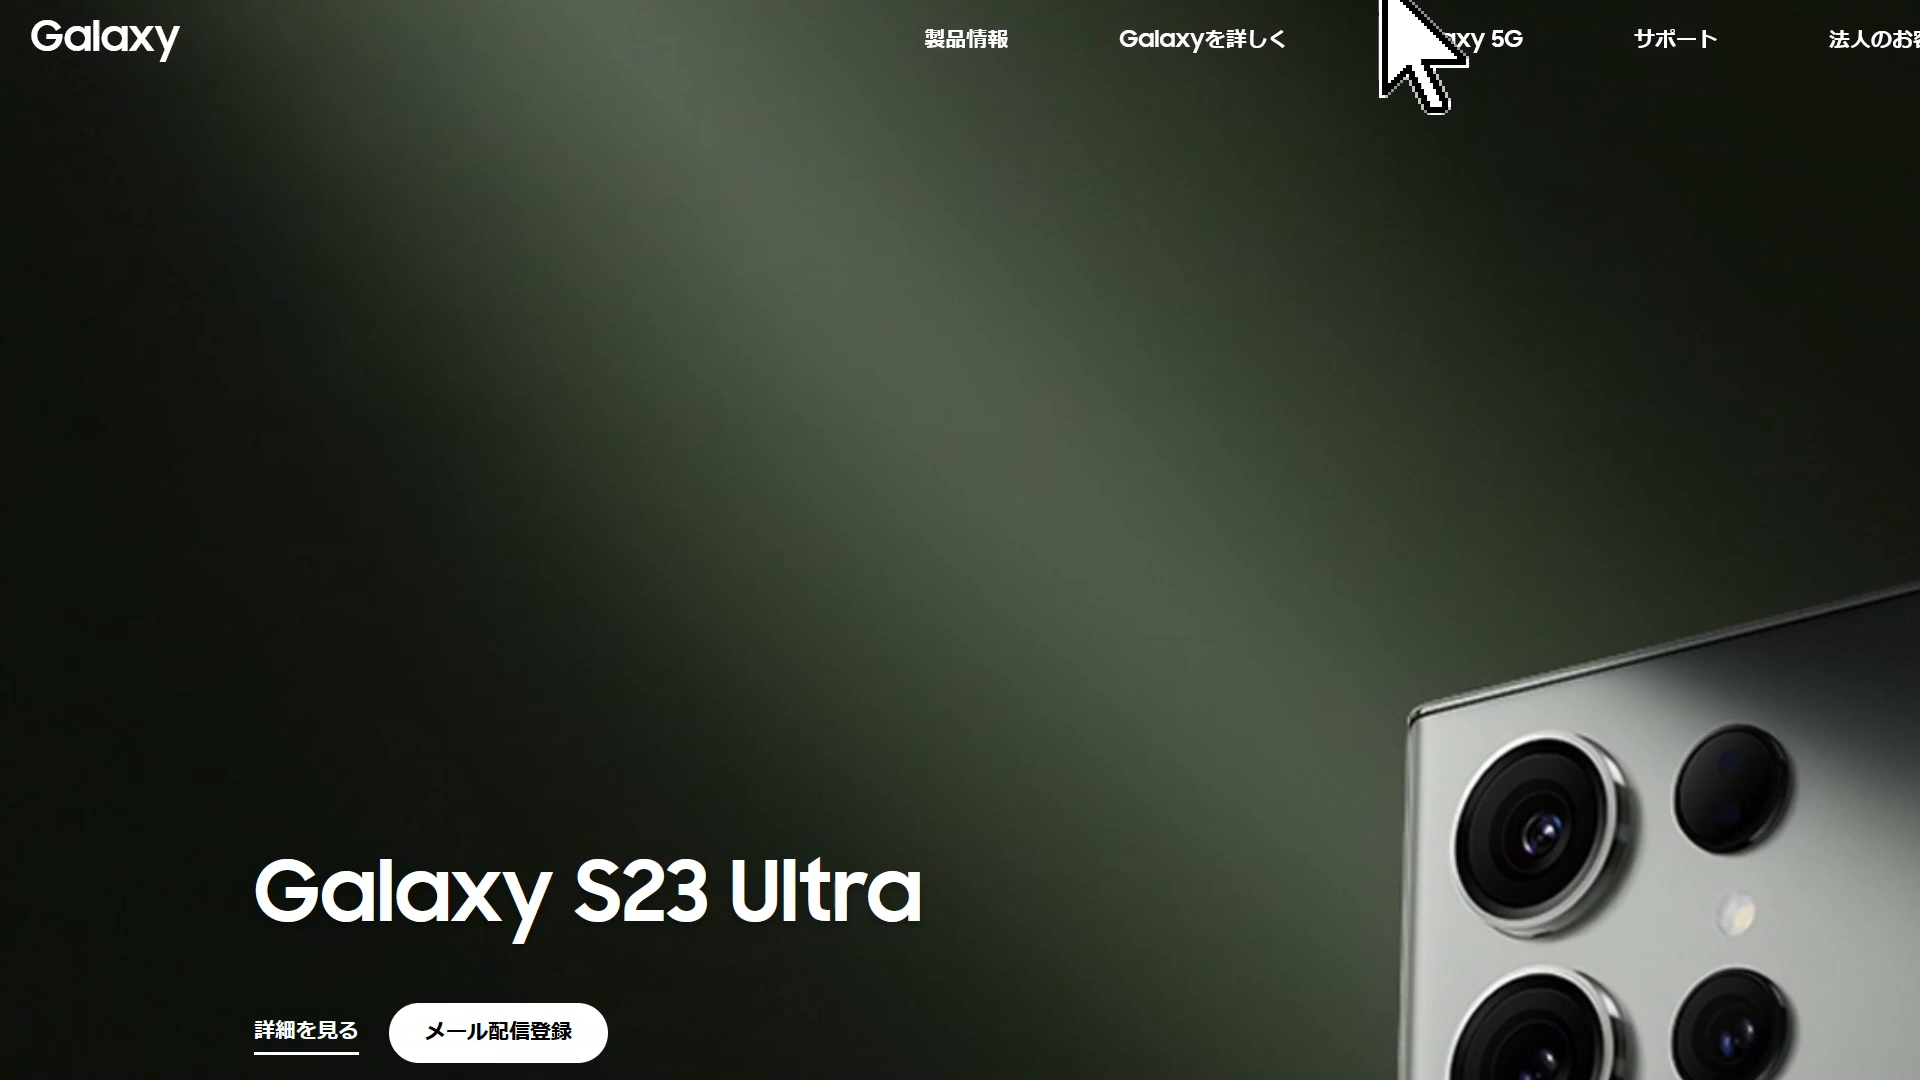 Galaxy
製品情報
Galaxyを詳しく
axy 5G
サポート
法人のお
Galaxy S23 Ultra
詳細を見る
メール配信登録